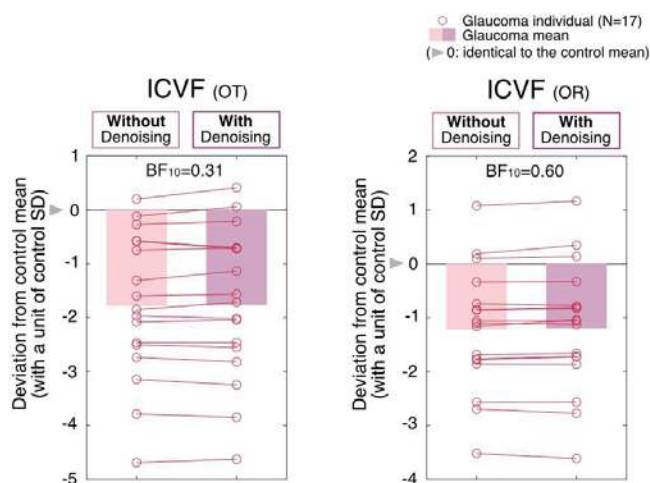 Glaucoma individual (N=17)
Glaucoma mean
(▶ 0: identical to the control mean)
ICVF (OT)
Without Denoising
With Denoising
BF10=0.31
Deviation from control mean
(with a unit of control SD)
1
0
-1
-2
-3
-4
-5
ICVF (OR)
Without Denoising
With Denoising
BF10=0.60
Deviation from control mean
(with a unit of control SD)
2
1
0
-1
-2
-3
-4